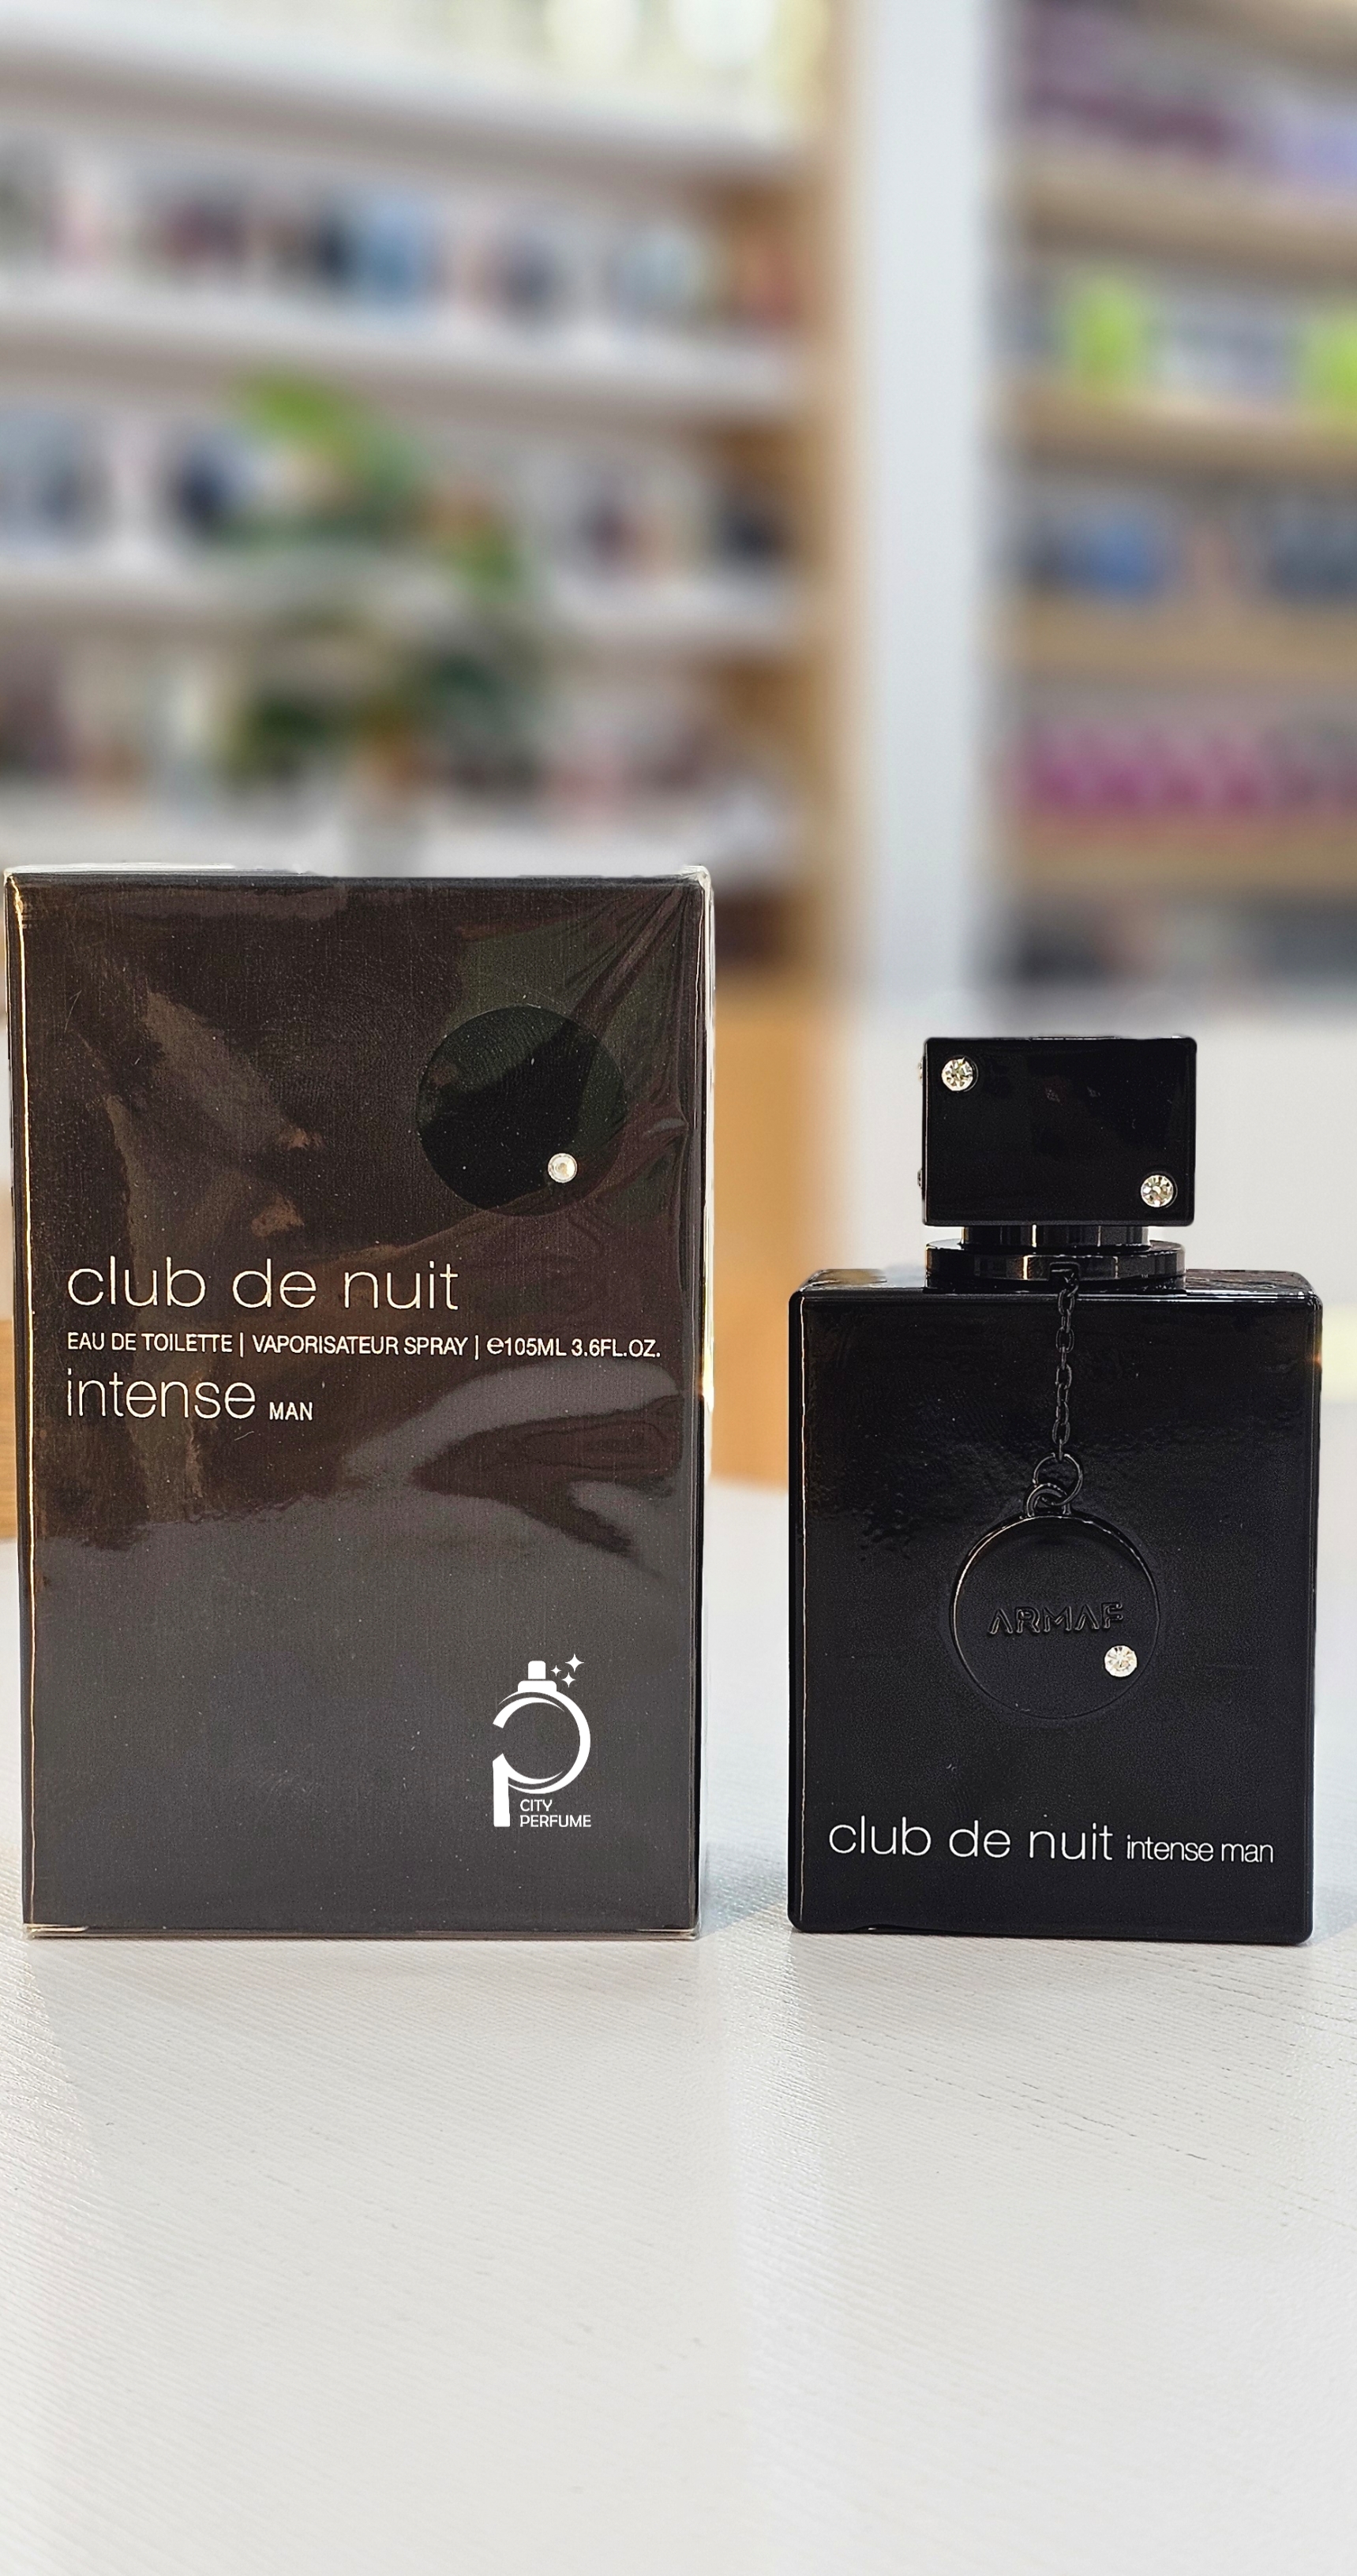 club de nuit
EAU DE TOILETTE | VAPORISATEUR SPRAY | ℮105ML 3.6FL.OZ.
intense MAN
CITY
PERFUME
ARMAF
club de nuit intense man